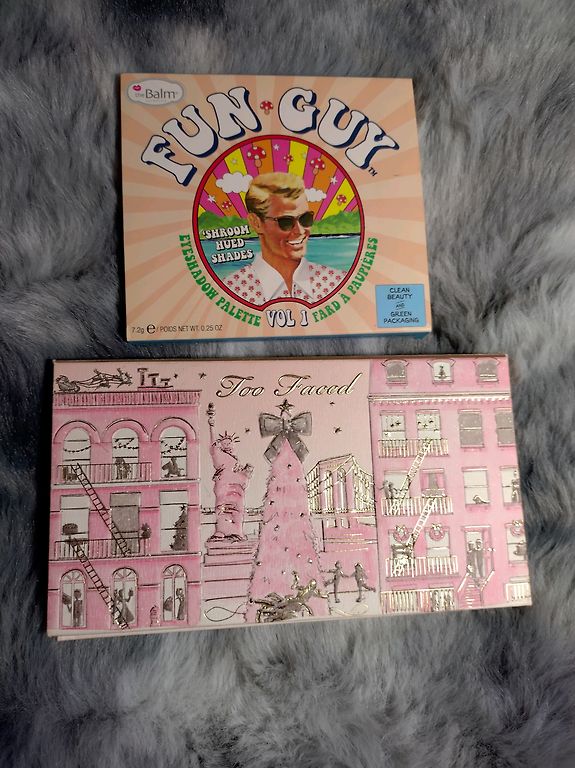 theBalm®
FUN GUY™
'SHROOM
HUED
SHADES
EYESHADOW PALETTE VOL 1 FARD À PAUPIÈRES
CLEAN
BEAUTY
AND
GREEN
PACKAGING
7.2g ℮ / POIDS NET WT. 0.25 OZ
Too Faced